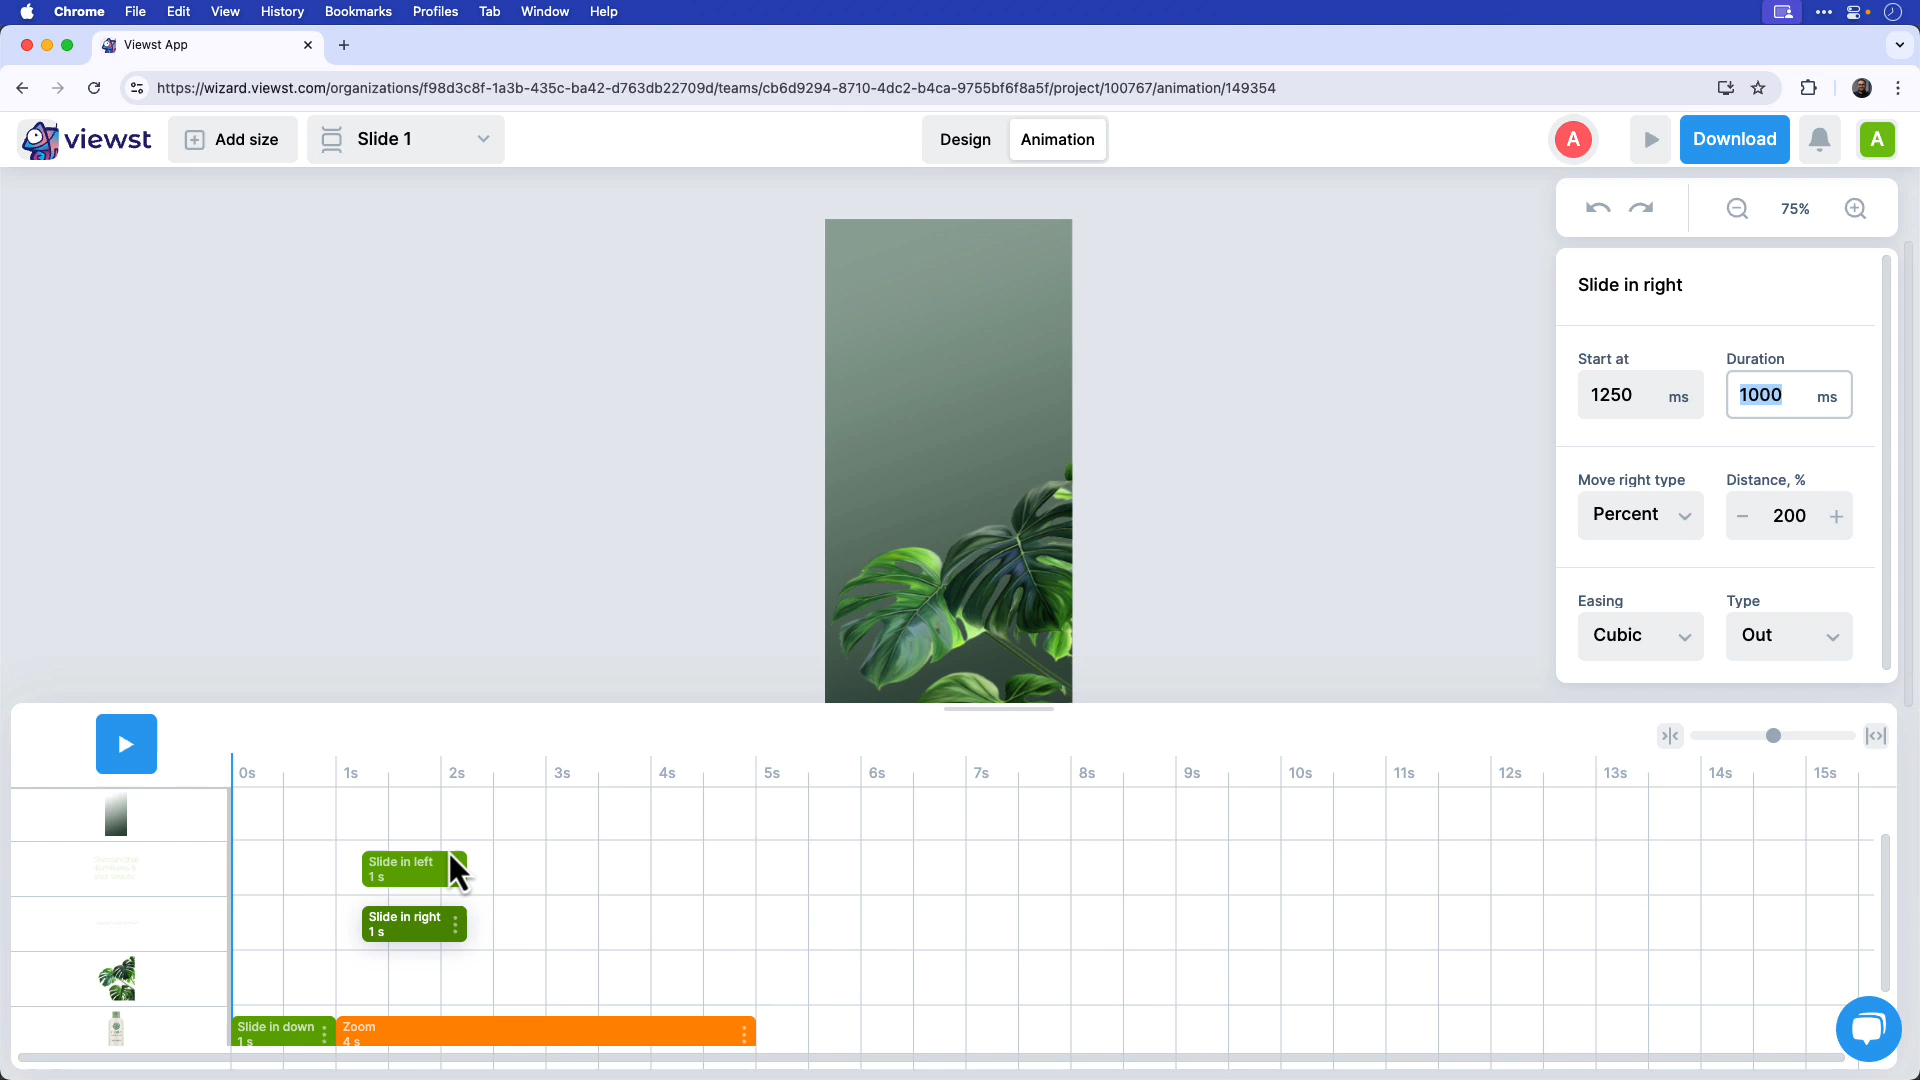 Chrome File Edit View History Bookmarks Profiles Tab Window Help
Viewst App
https://wizard.viewst.com/organizations/f98d3c8f-1a3b-435c-ba42-d763db22709d/teams/cb6d9294-8710-4dc2-b4ca-9755bf6f8a5f/project/100767/animation/149354
viewst
Add size
Slide 1
Design
Animation
A
Download
A
75%
Slide in right
Start at
Duration
1250 ms
1000 ms
Move right type
Distance, %
Percent
200
Easing
Type
Cubic
Out
0s 1s 2s 3s 4s 5s 6s 7s 8s 9s 10s 11s 12s 13s 14s 15s
Slide in left
1 s
Slide in right
1 s
Slide in down
1 s
Zoom
4 s